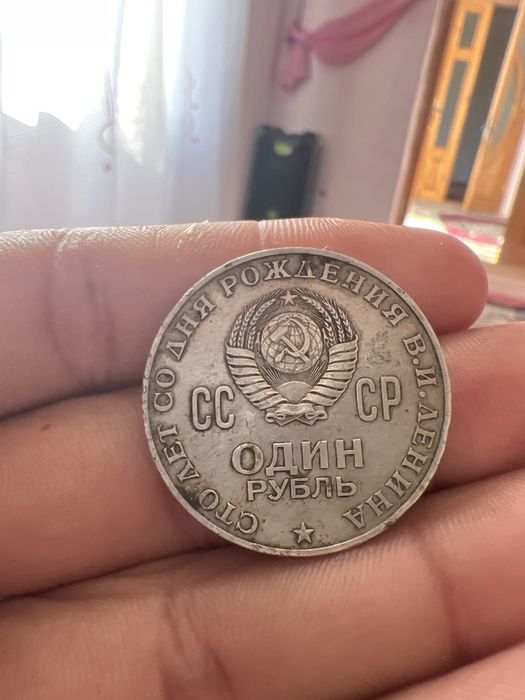 СТО ЛЕТ СО ДНЯ РОЖДЕНИЯ В.И.ЛЕНИНА
СС СР
ОДИН
РУБЛЬ